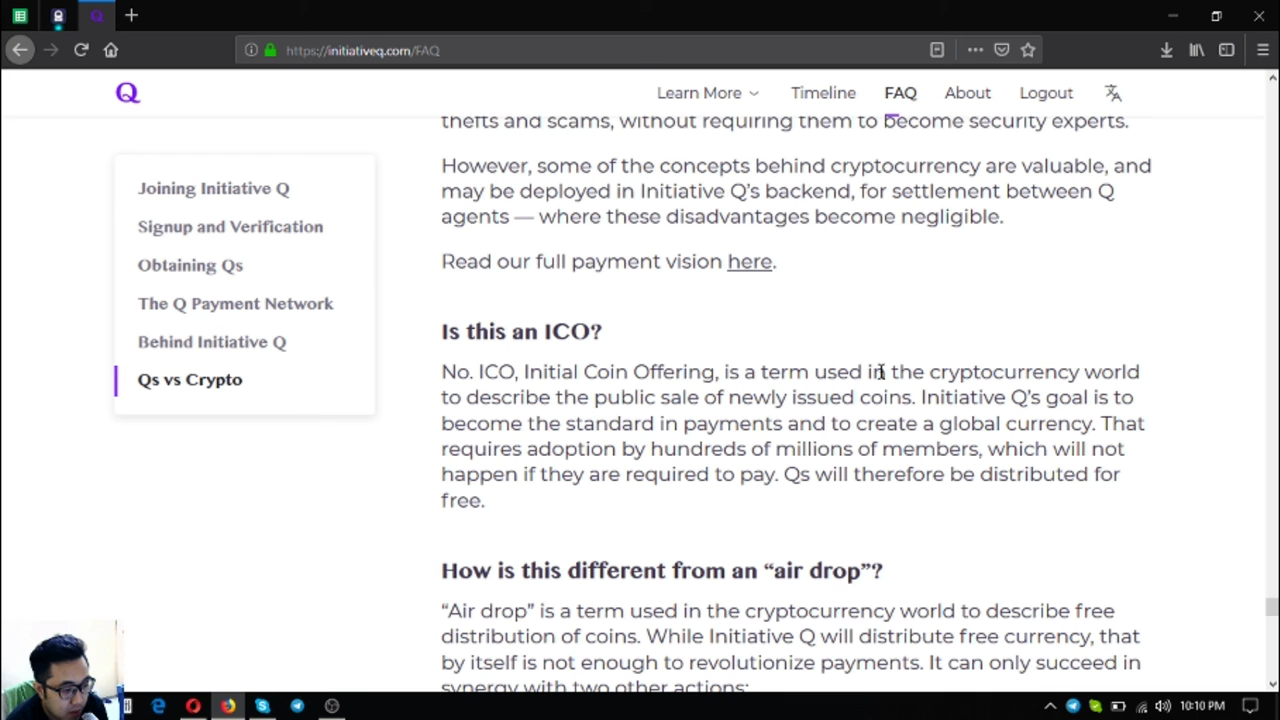 https://initiativeq.com/FAQ
Q
Learn More
Timeline
FAQ
About
Logout
Joining Initiative Q
Signup and Verification
Obtaining Qs
The Q Payment Network
Behind Initiative Q
Qs vs Crypto
thefts and scams, without requiring them to become security experts.
However, some of the concepts behind cryptocurrency are valuable, and
may be deployed in Initiative Q’s backend, for settlement between Q
agents — where these disadvantages become negligible.
Read our full payment vision here.
Is this an ICO?
No. ICO, Initial Coin Offering, is a term used in the cryptocurrency world
to describe the public sale of newly issued coins. Initiative Q’s goal is to
become the standard in payments and to create a global currency. That
requires adoption by hundreds of millions of members, which will not
happen if they are required to pay. Qs will therefore be distributed for
free.
How is this different from an “air drop”?
“Air drop” is a term used in the cryptocurrency world to describe free
distribution of coins. While Initiative Q will distribute free currency, that
by itself is not enough to revolutionize payments. It can only succeed in
synergy with two other actions:
10:10 PM